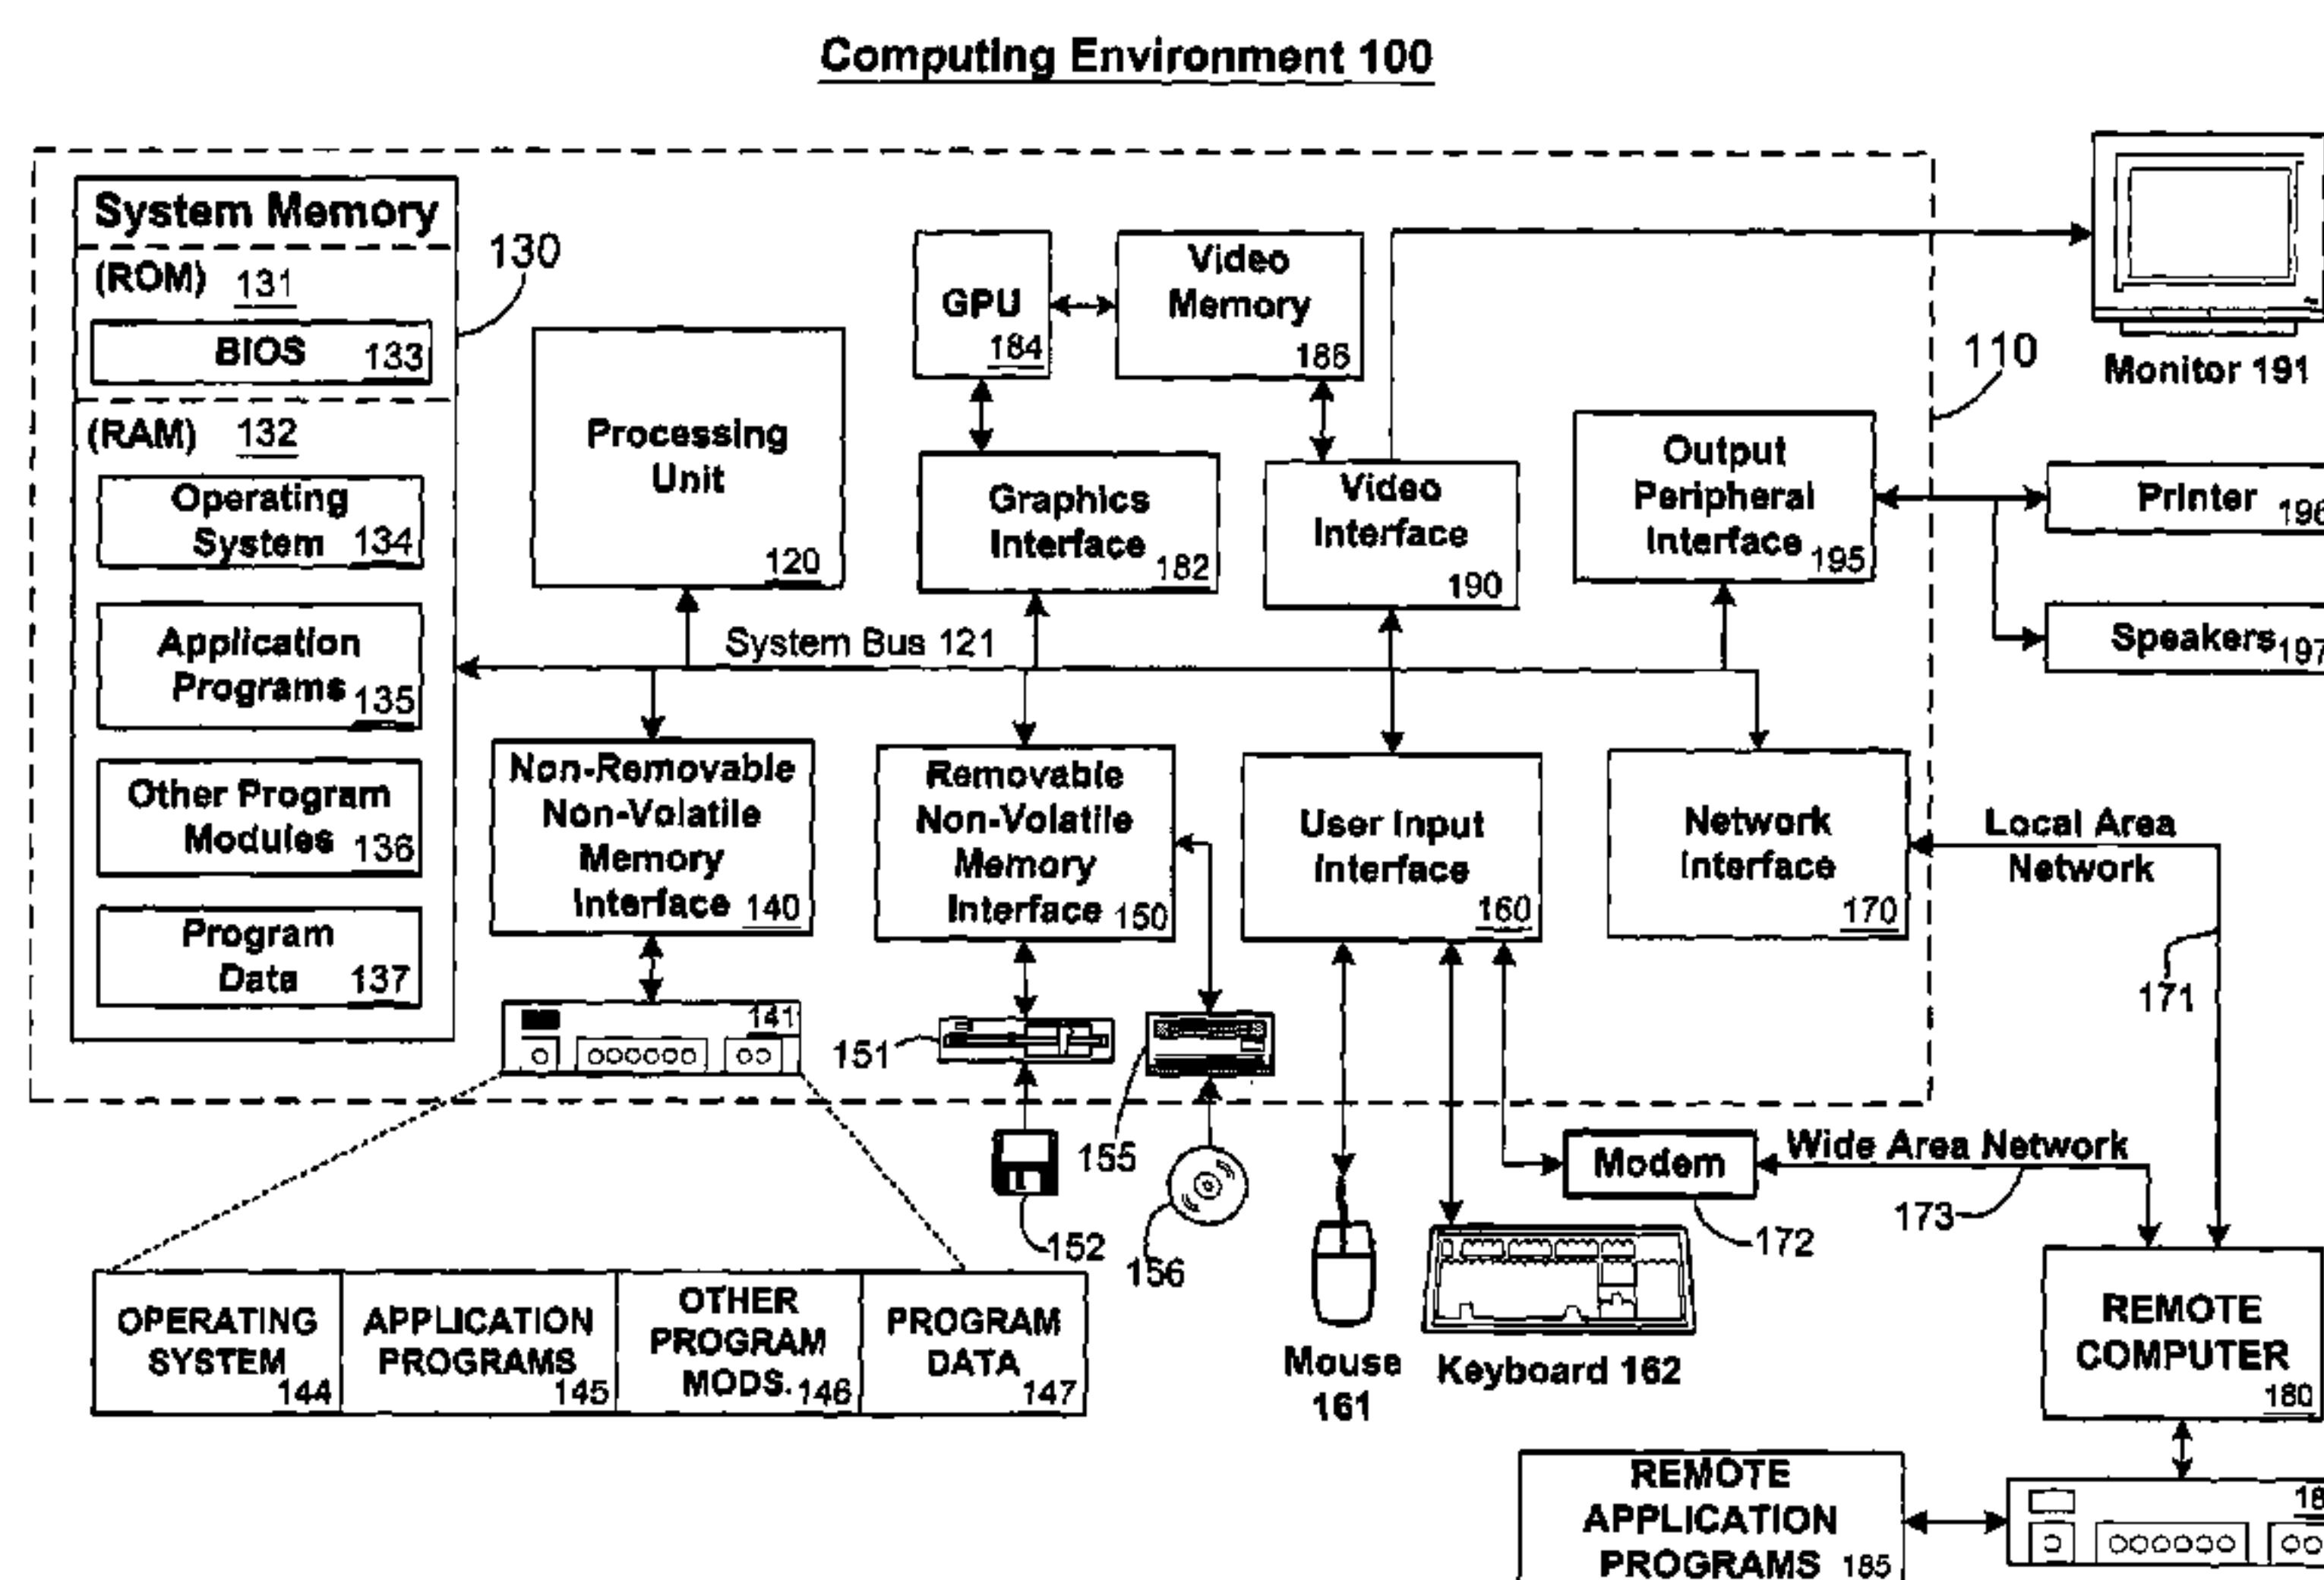 Computing Environment 100
System Memory
130
(ROM) 131
BIOS 133
(RAM) 132
Operating
System 134
Application
Programs 135
Other Program
Modules 136
Program
Data 137
Processing
Unit
120
GPU
184
Video
Memory
186
Graphics
Interface 182
Video
Interface
190
Output
Peripheral
Interface 195
110
Monitor 191
Printer 196
Speakers 197
System Bus 121
Non-Removable
Non-Volatile
Memory
Interface 140
Removable
Non-Volatile
Memory
Interface 150
User Input
Interface
160
Network
Interface
170
Local Area
Network
171
141
151
155
152
156
Modem
172
Wide Area Network
173
Mouse
161
Keyboard 162
OPERATING
SYSTEM
144
APPLICATION
PROGRAMS
145
OTHER
PROGRAM
MODS. 146
PROGRAM
DATA
147
REMOTE
COMPUTER
180
REMOTE
APPLICATION
PROGRAMS 185